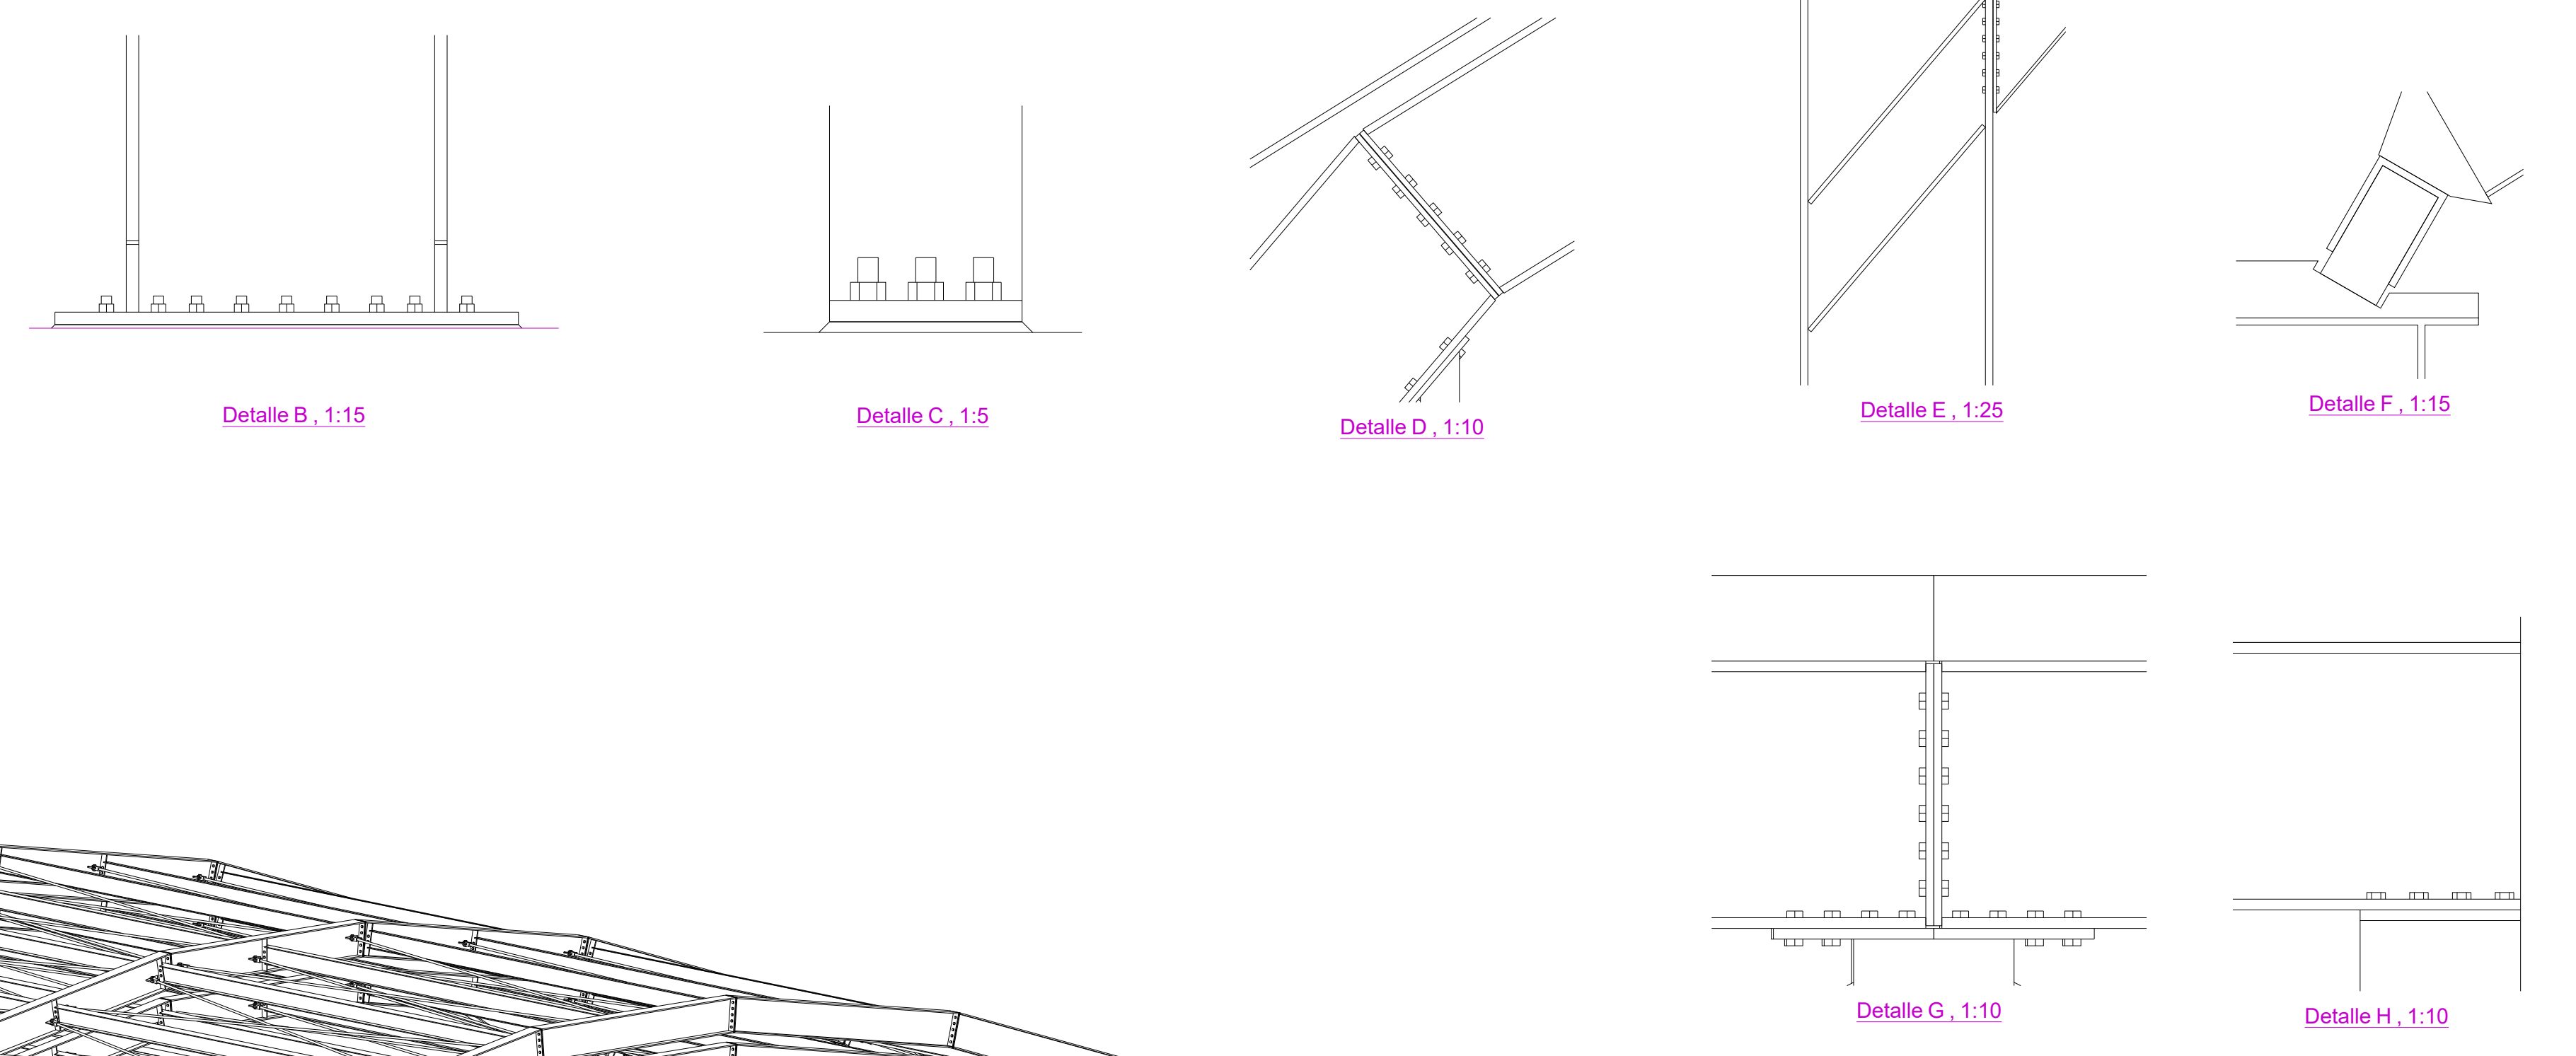 Detalle B , 1:15
Detalle C , 1:5
Detalle D , 1:10
Detalle E , 1:25
Detalle F , 1:15
Detalle G , 1:10
Detalle H , 1:10